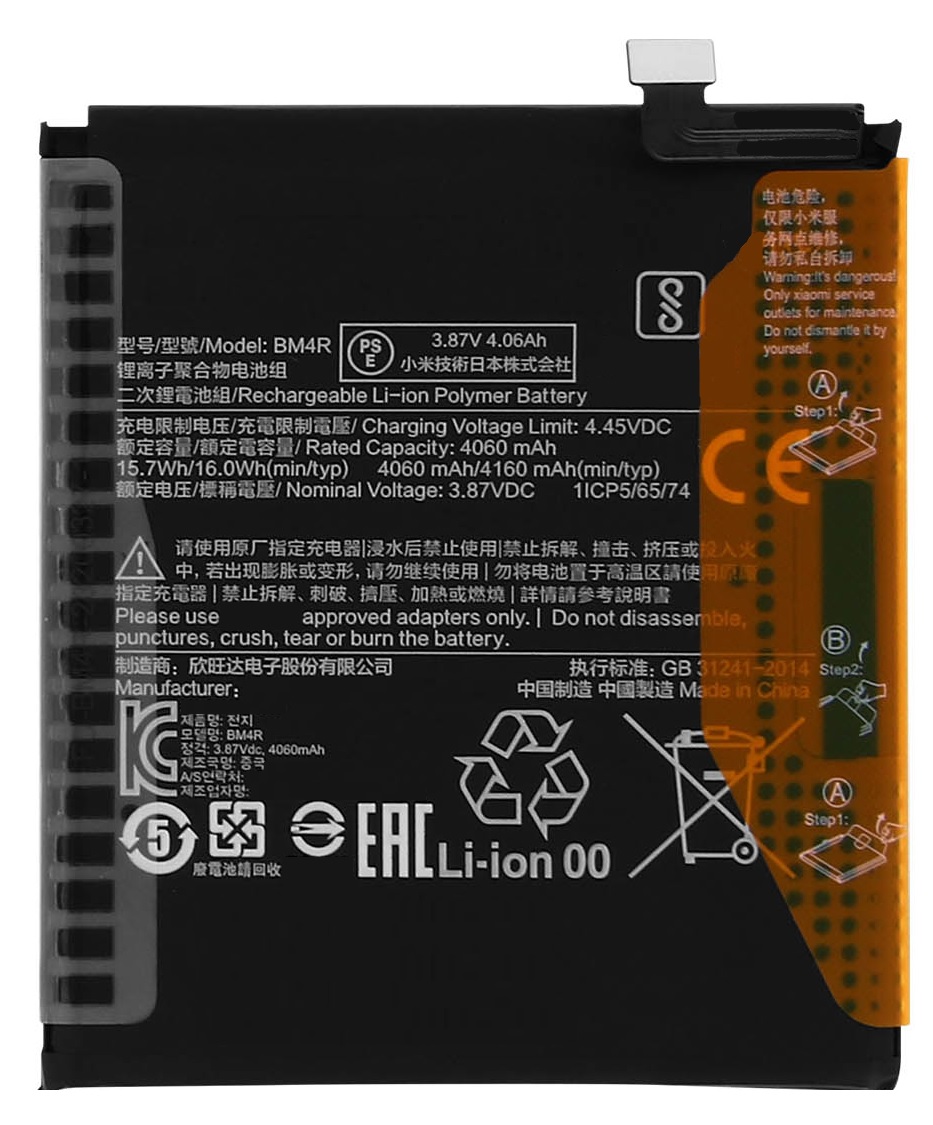 电池危险，
仅限小米服
务网点维修，
请勿私自拆卸
Warning:It's dangerous!
Only xiaomi service
outlets for maintenance,
Do not dismantle it by
yourself.
A
Step1:
型号/型號/Model: BM4R
PS
E
3.87V 4.06Ah
小米技術日本株式会社
锂离子聚合物电池组
二次鋰電池組/Rechargeable Li-ion Polymer Battery
充电限制电压/充電限制電壓/ Charging Voltage Limit: 4.45VDC
额定容量/額定電容量/ Rated Capacity: 4060 mAh
15.7Wh/16.0Wh(min/typ) 4060 mAh/4160 mAh(min/typ)
额定电压/標稱電壓/ Nominal Voltage: 3.87VDC 1ICP5/65/74
CE
请使用原厂指定充电器|浸水后禁止使用|禁止拆解、撞击、挤压或投入火
中，若出现膨胀或变形，请勿继续使用 | 勿将电池置于高温区請使用原廠
指定充電器 | 禁止拆解、刺破、擠壓、加熱或燃燒 | 詳情請參考說明書
Please use approved adapters only. | Do not disassemble,
punctures, crush, tear or burn the battery.
B
Step2:
制造商: 欣旺达电子股份有限公司 执行标准: GB 31241-2014
Manufacturer: 中国制造 中國製造 Made in China
제품명: 전지
모델명: BM4R
정격: 3.87Vdc, 4060mAh
제조국명: 중국
A/S연락처:
제조업자명:
A
Step1:
5
廢電池請回收
EAC
Li-ion 00